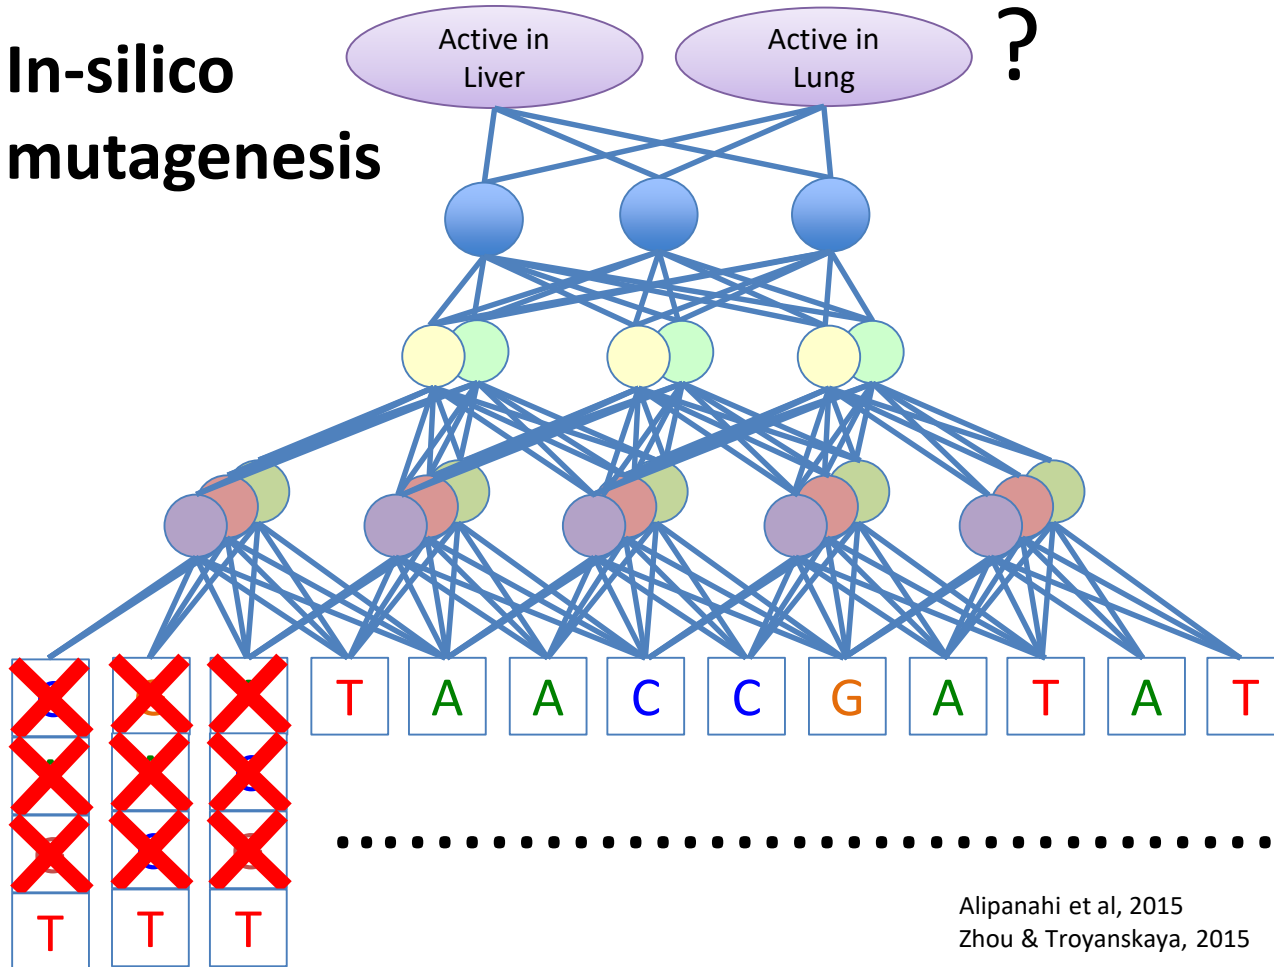 In-silico
mutagenesis
Active in
Liver
Active in
Lung
?
T A A C C G A T A T
T T T
Alipanahi et al, 2015
Zhou & Troyanskaya, 2015